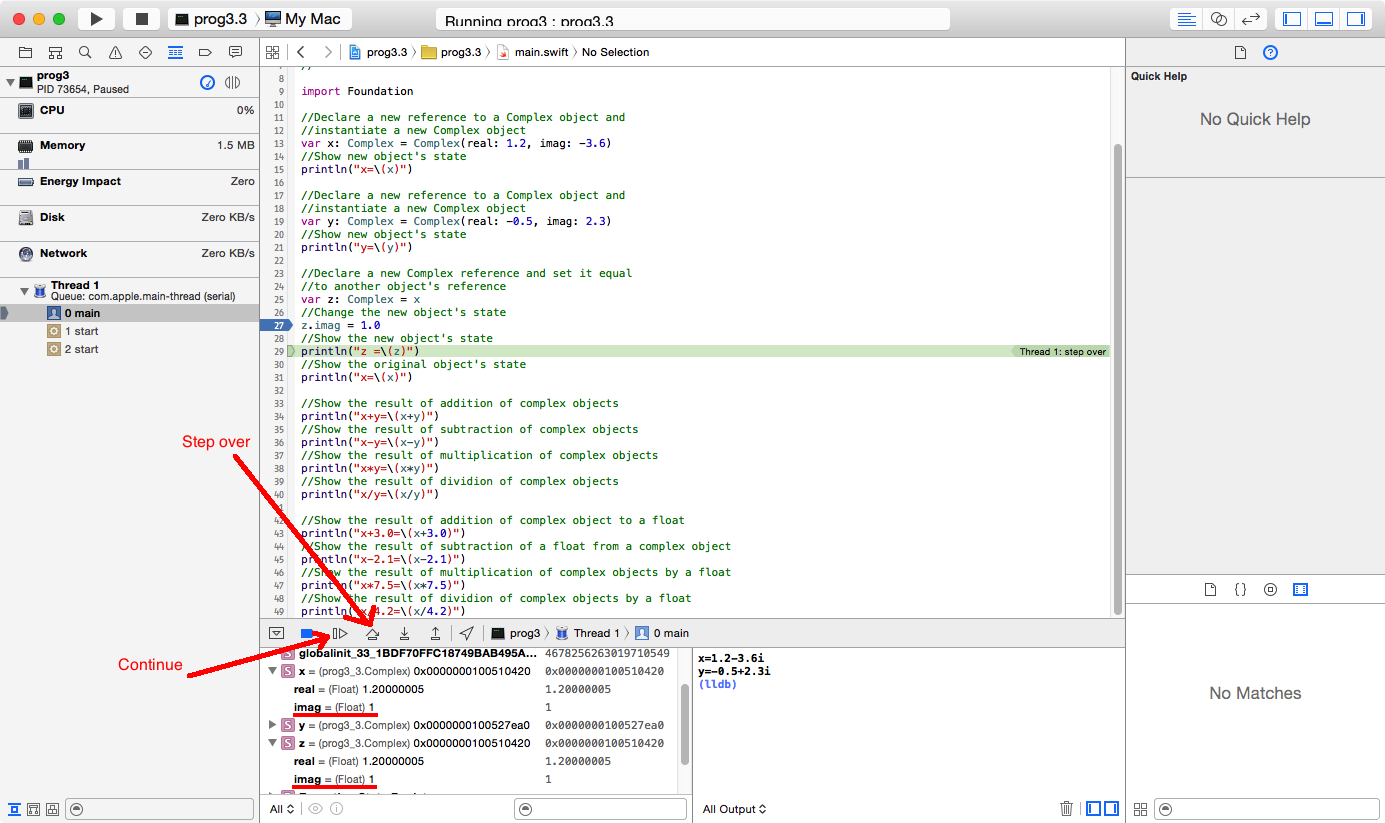 prog3.3 〉 My Mac
Running prog3 : prog3.3
prog3.3 〉 prog3.3 〉 main.swift 〉 No Selection
prog3
PID 73654, Paused
CPU 0%
Memory 1.5 MB
Energy Impact Zero
Disk Zero KB/s
Network Zero KB/s
Thread 1
Queue: com.apple.main-thread (serial)
0 main
1 start
2 start
//
8
9 import Foundation
10
11 //Declare a new reference to a Complex object and
12 //instantiate a new Complex object
13 var x: Complex = Complex(real: 1.2, imag: -3.6)
14 //Show new object's state
15 println("x=\(x)")
16
17 //Declare a new reference to a Complex object and
18 //instantiate a new Complex object
19 var y: Complex = Complex(real: -0.5, imag: 2.3)
20 //Show new object's state
21 println("y=\(y)")
22
23 //Declare a new Complex reference and set it equal
24 //to another object's reference
25 var z: Complex = x
26 //Change the new object's state
27 z.imag = 1.0
28 //Show the new object's state
29 println("z =\(z)") Thread 1: step over
30 //Show the original object's state
31 println("x=\(x)")
32
33 //Show the result of addition of complex objects
34 println("x+y=\(x+y)")
35 //Show the result of subtraction of complex objects
36 println("x-y=\(x-y)")
37 //Show the result of multiplication of complex objects
38 println("x*y=\(x*y)")
39 //Show the result of dividion of complex objects
40 println("x/y=\(x/y)")
42 //Show the result of addition of complex object to a float
43 println("x+3.0=\(x+3.0)")
44 //Show the result of subtraction of a float from a complex object
45 println("x-2.1=\(x-2.1)")
46 //Show the result of multiplication of complex objects by a float
47 println("x*7.5=\(x*7.5)")
48 //Show the result of dividion of complex objects by a float
49 println("x/4.2=\(x/4.2)")
Step over
Continue
prog3 〉 Thread 1 〉 0 main
S globalinit_33_1BDF70FFC18749BAB495A... 4678256263019710549
S x = (prog3_3.Complex) 0x0000000100510420 0x0000000100510420
real = (Float) 1.20000005 1.20000005
imag = (Float) 1 1
S y = (prog3_3.Complex) 0x0000000100527ea0 0x0000000100527ea0
S z = (prog3_3.Complex) 0x0000000100510420 0x0000000100510420
real = (Float) 1.20000005 1.20000005
imag = (Float) 1 1
All
x=1.2-3.6i
y=-0.5+2.3i
(lldb)
All Output
Quick Help
No Quick Help
{ }
No Matches